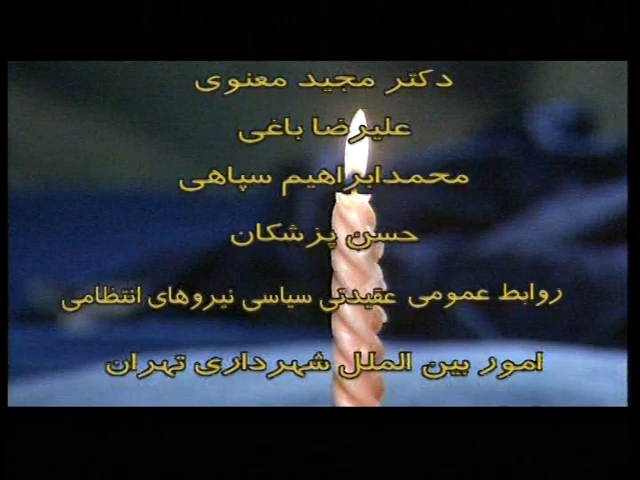 دکتر مجید معنوی
علیرضا باغی
محمدابراهیم سپاهی
حسن پزشکان
روابط عمومی عقیدتی سیاسی نیروهای انتظامی
امور بین الملل شهرداری تهران